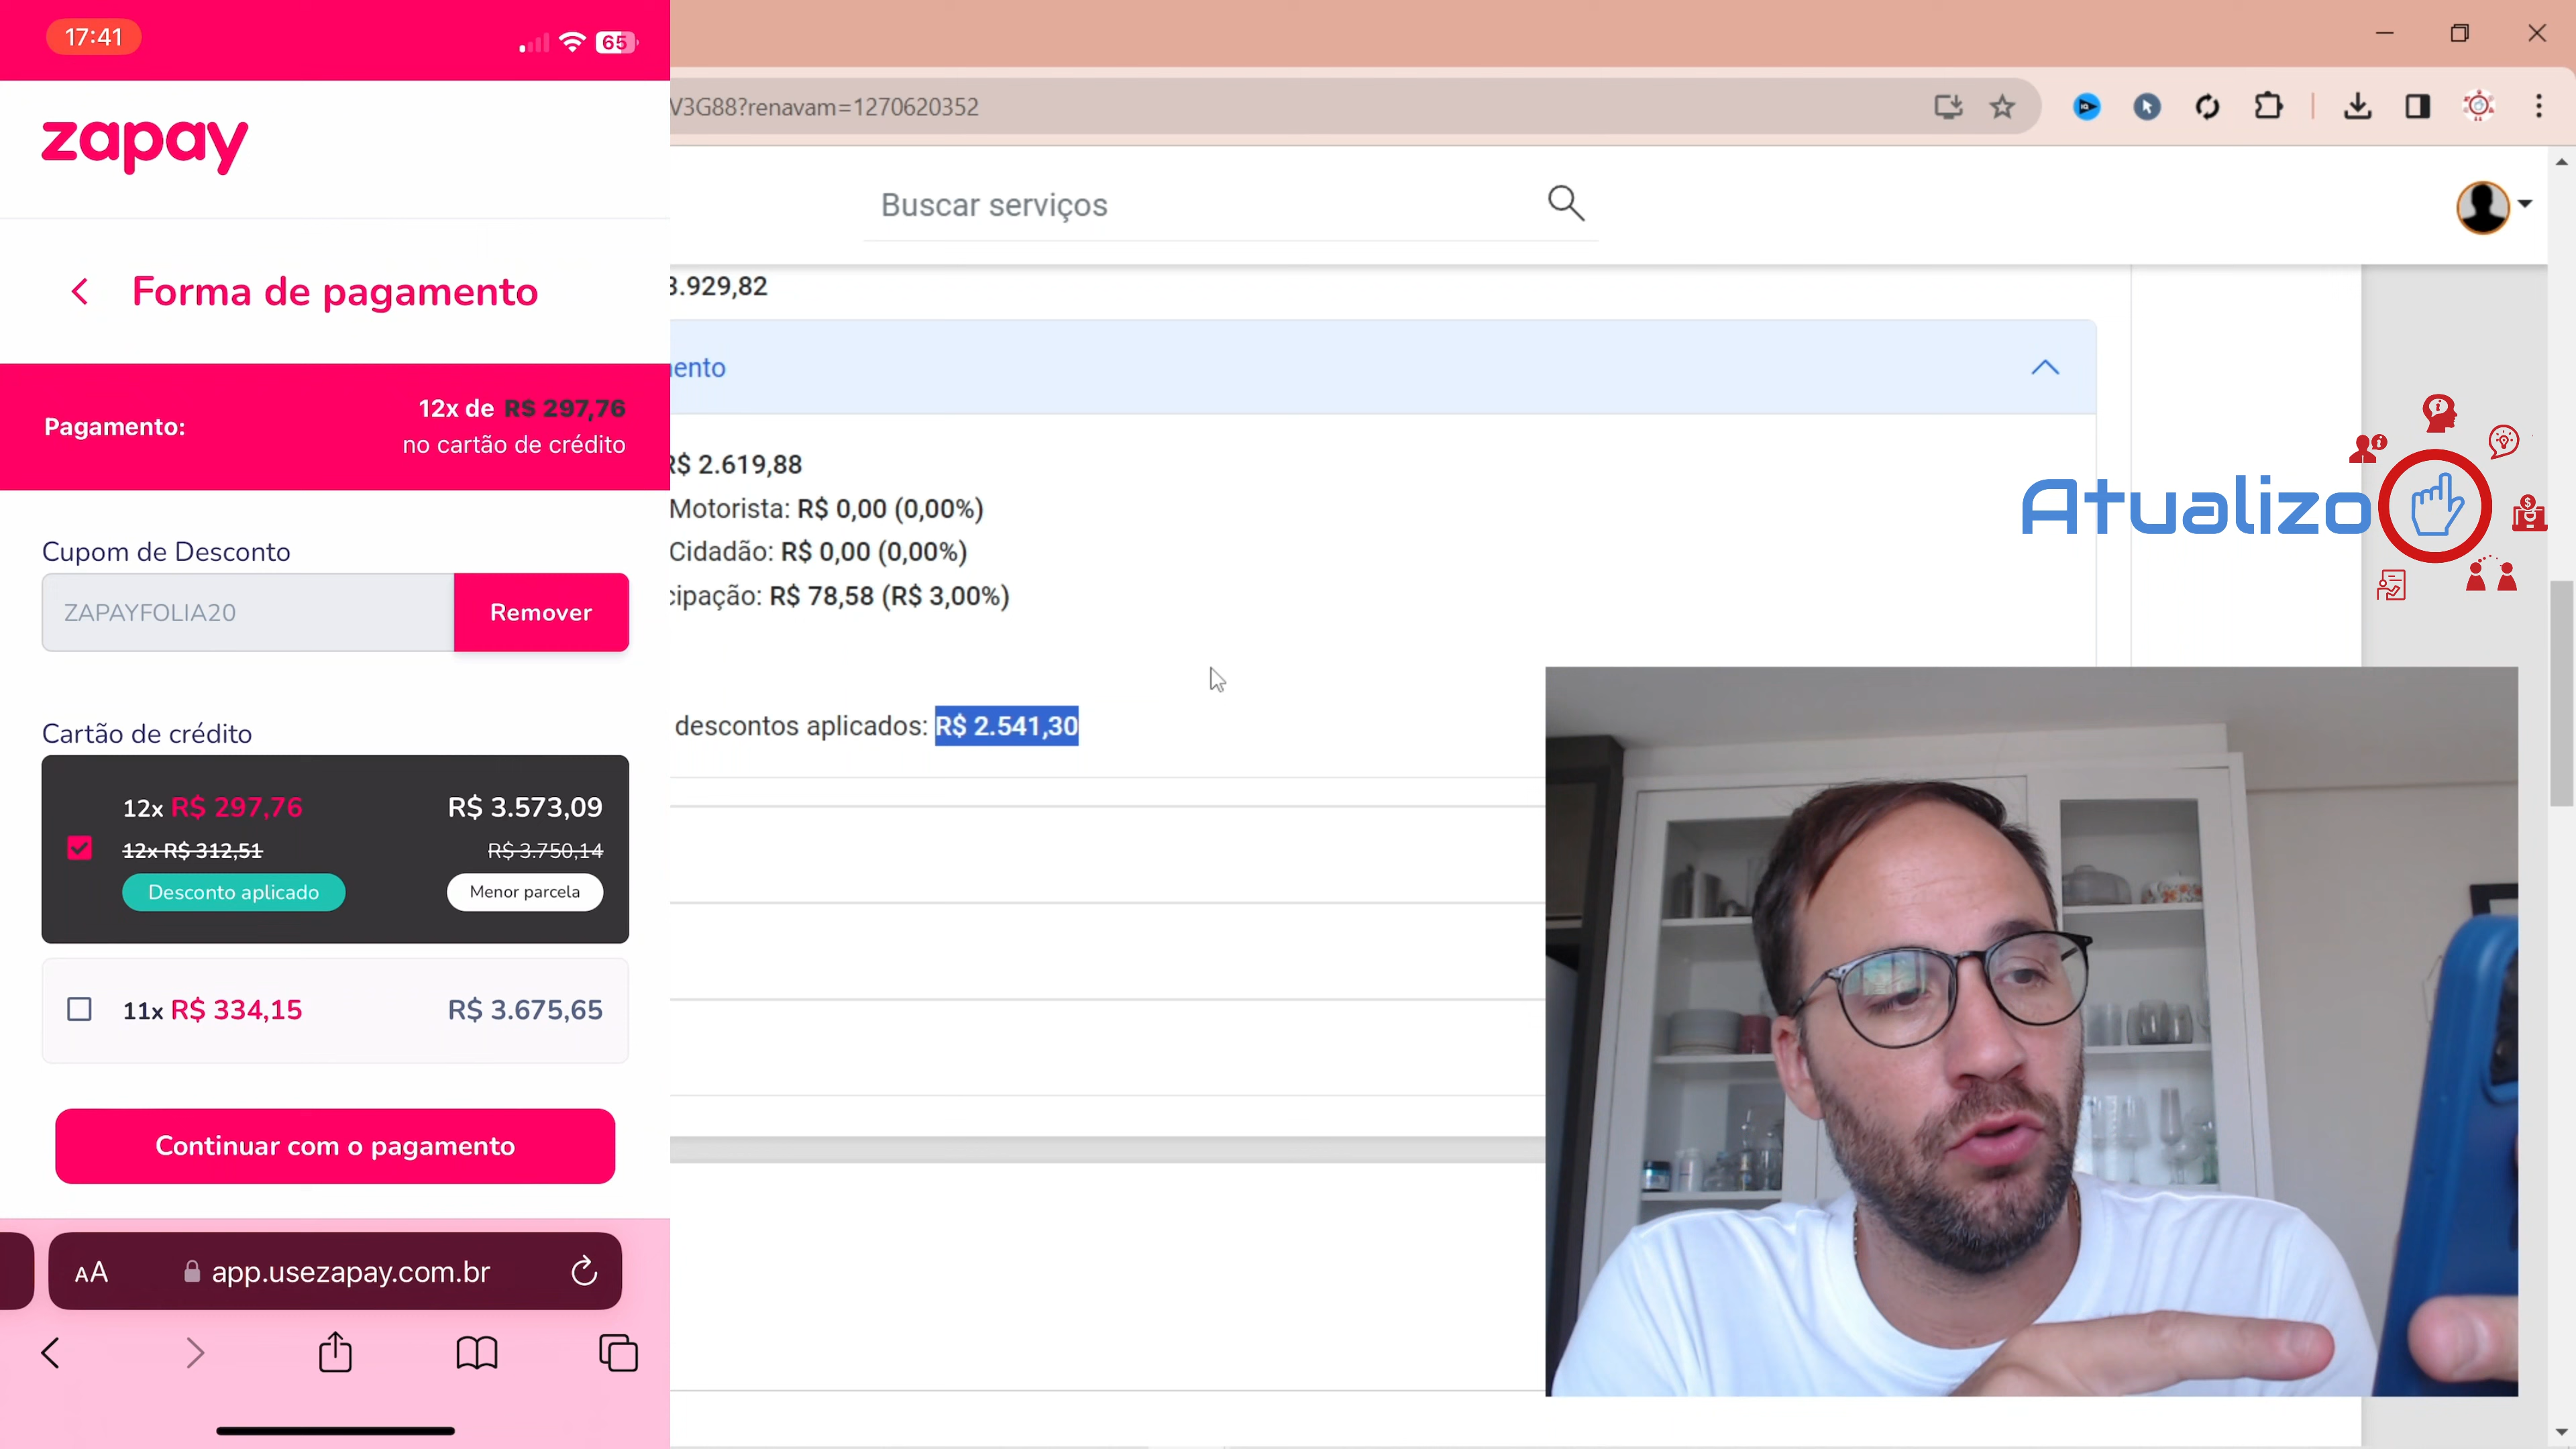 17:41
65
zapay
Forma de pagamento
Pagamento:
12x de R$ 297,76
no cartão de crédito
Cupom de Desconto
ZAPAYFOLIA20
Remover
Cartão de crédito
12x R$ 297,76
R$ 3.573,09
12x R$ 312,51
R$ 3.750,14
Desconto aplicado
Menor parcela
11x R$ 334,15
R$ 3.675,65
Continuar com o pagamento
AA
app.usezapay.com.br
V3G88?renavam=1270620352
Buscar serviços
3.929,82
ento
R$ 2.619,88
Motorista: R$ 0,00 (0,00%)
Cidadão: R$ 0,00 (0,00%)
cipação: R$ 78,58 (R$ 3,00%)
descontos aplicados: R$ 2.541,30
Atualizo